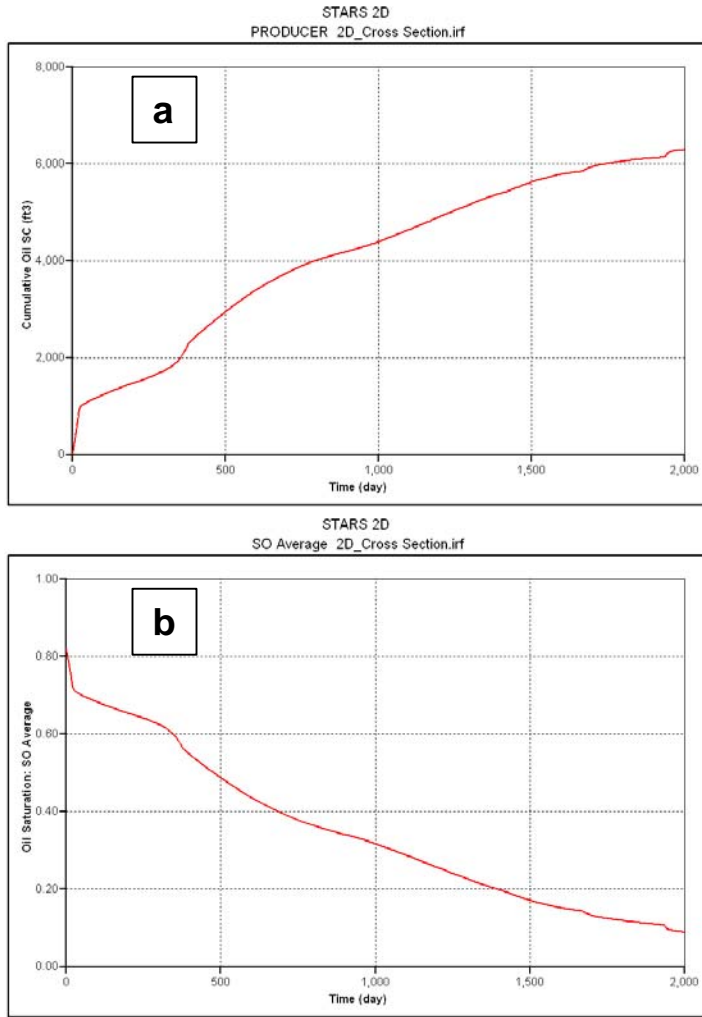 STARS 2D
PRODUCER 2D_Cross Section.irf
a
8,000
6,000
4,000
2,000
0
Cumulative Oil SC (ft3)
0 500 1,000 1,500 2,000
Time (day)
STARS 2D
SO Average 2D_Cross Section.irf
b
1.00
0.80
0.60
0.40
0.20
0.00
Oil Saturation: SO Average
0 500 1,000 1,500 2,000
Time (day)